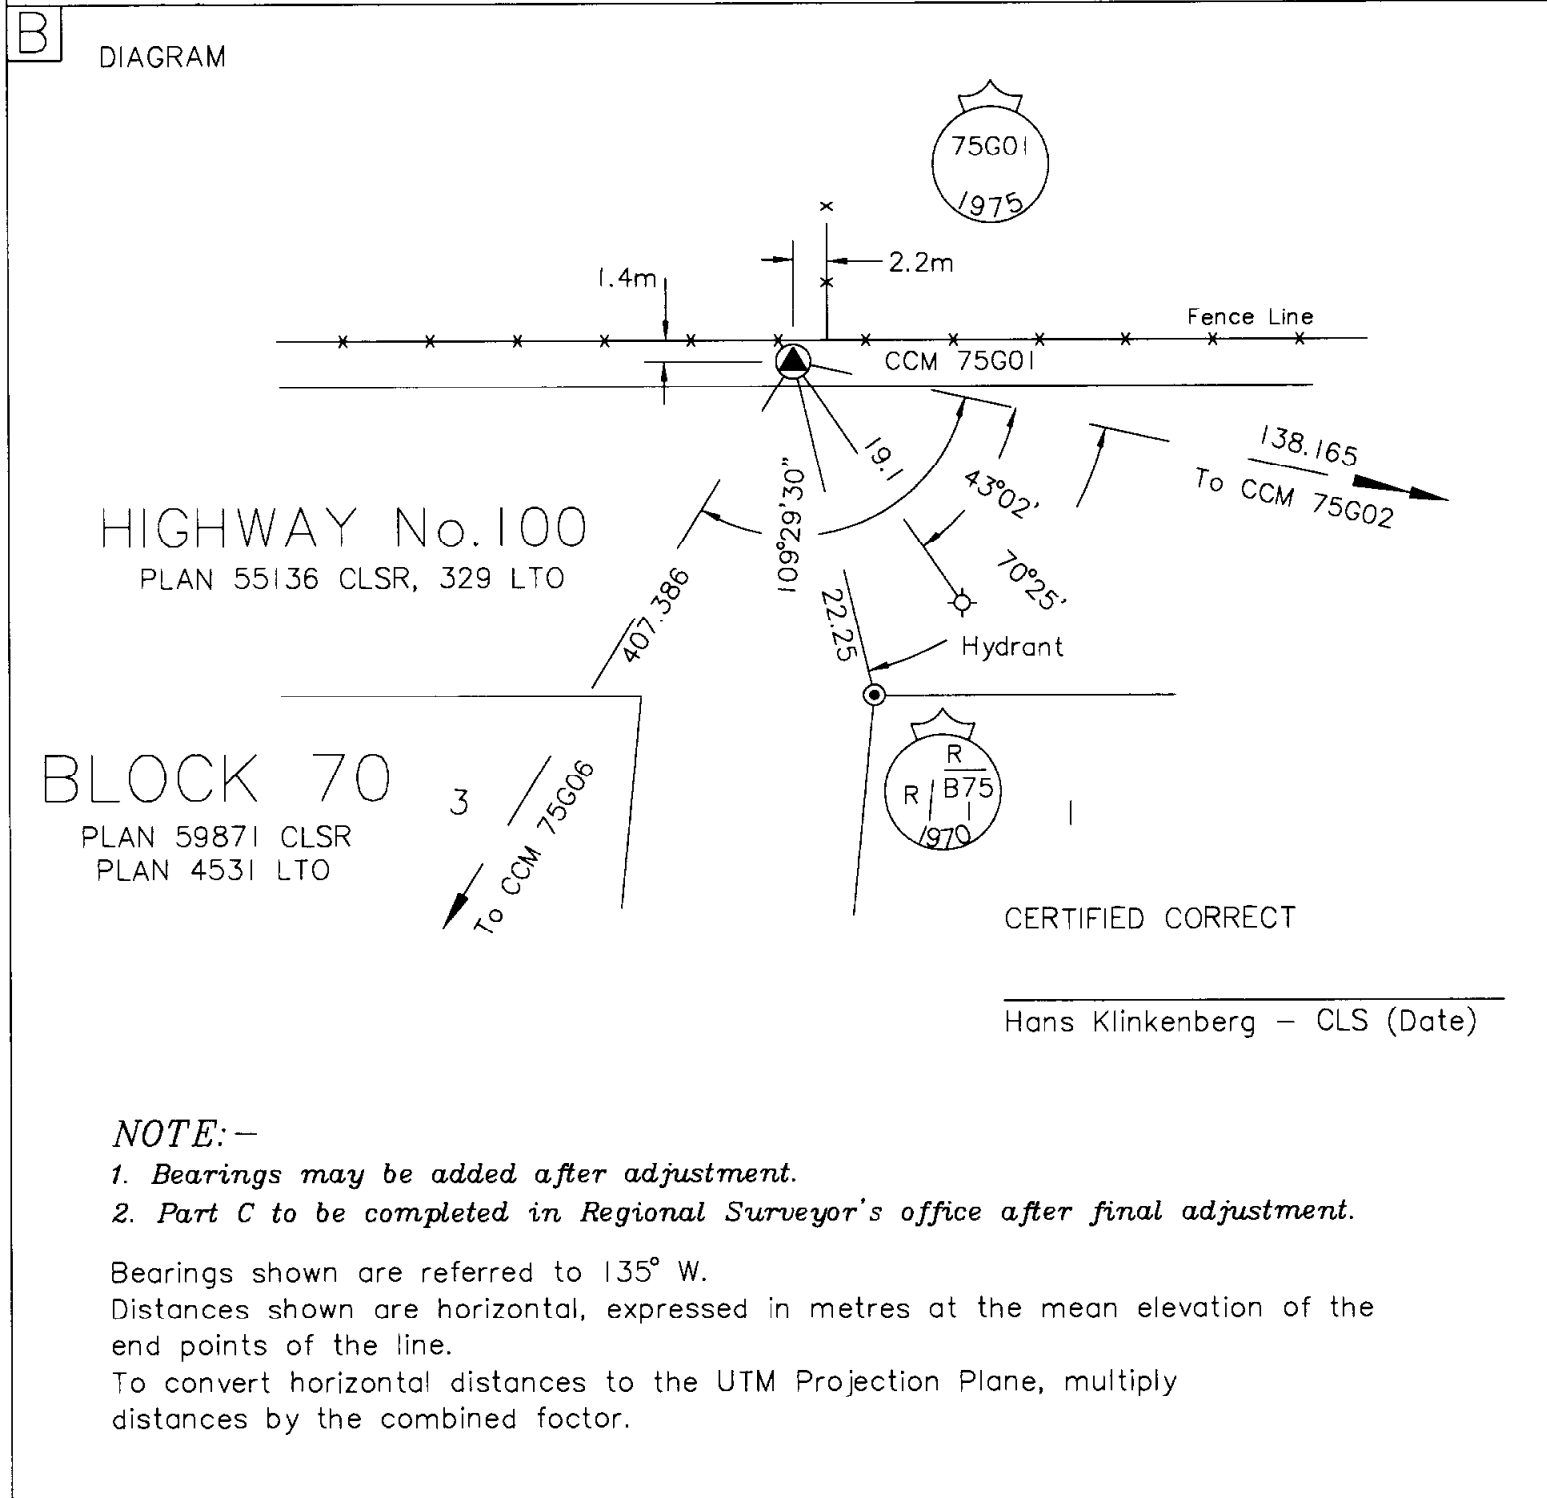 B
DIAGRAM
75G01
1975
2.2m
1.4m
Fence Line
CCM 75G01
138.165
To CCM 75G02
19.1
43°02'
109°29'30"
70°25'
HIGHWAY No.100
PLAN 55136 CLSR, 329 LTO
407.386
22.25
Hydrant
BLOCK 70
3
PLAN 59871 CLSR
PLAN 4531 LTO
To CCM 75G06
R
R B75
1
1970
1
CERTIFIED CORRECT
Hans Klinkenberg – CLS (Date)
NOTE:–
1. Bearings may be added after adjustment.
2. Part C to be completed in Regional Surveyor's office after final adjustment.
Bearings shown are referred to 135° W.
Distances shown are horizontal, expressed in metres at the mean elevation of the
end points of the line.
To convert horizontal distances to the UTM Projection Plane, multiply
distances by the combined foctor.